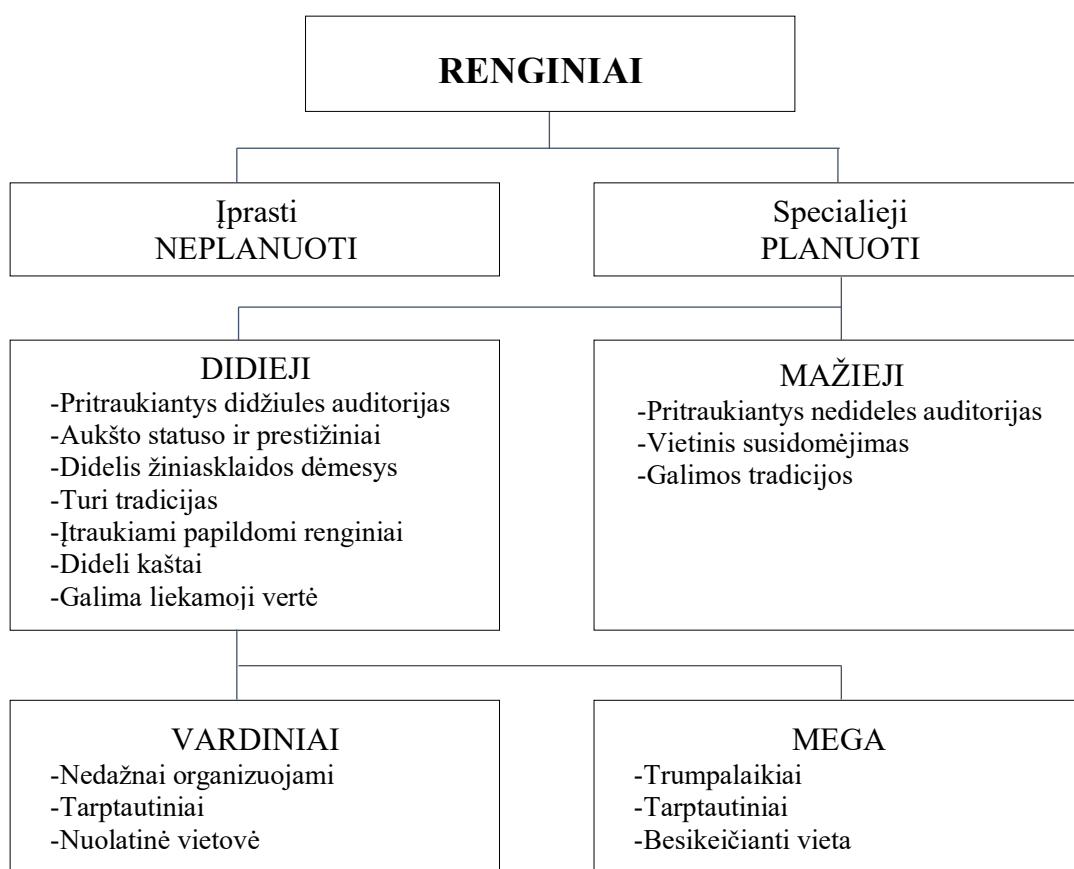 RENGINIAI
Įprasti
NEPLANUOTI
Specialieji
PLANUOTI
DIDIEJI
-Pritraukiantys didžiules auditorijas
-Aukšto statuso ir prestižiniai
-Didelis žiniasklaidos dėmesys
-Turi tradicijas
-Įtraukiami papildomi renginiai
-Dideli kaštai
-Galima liekamoji vertė
MAŽIEJI
-Pritraukiantys nedideles auditorijas
-Vietinis susidomėjimas
-Galimos tradicijos
VARDINIAI
-Nedažnai organizuojami
-Tarptautiniai
-Nuolatinė vietovė
MEGA
-Trumpalaikiai
-Tarptautiniai
-Besikeičianti vieta